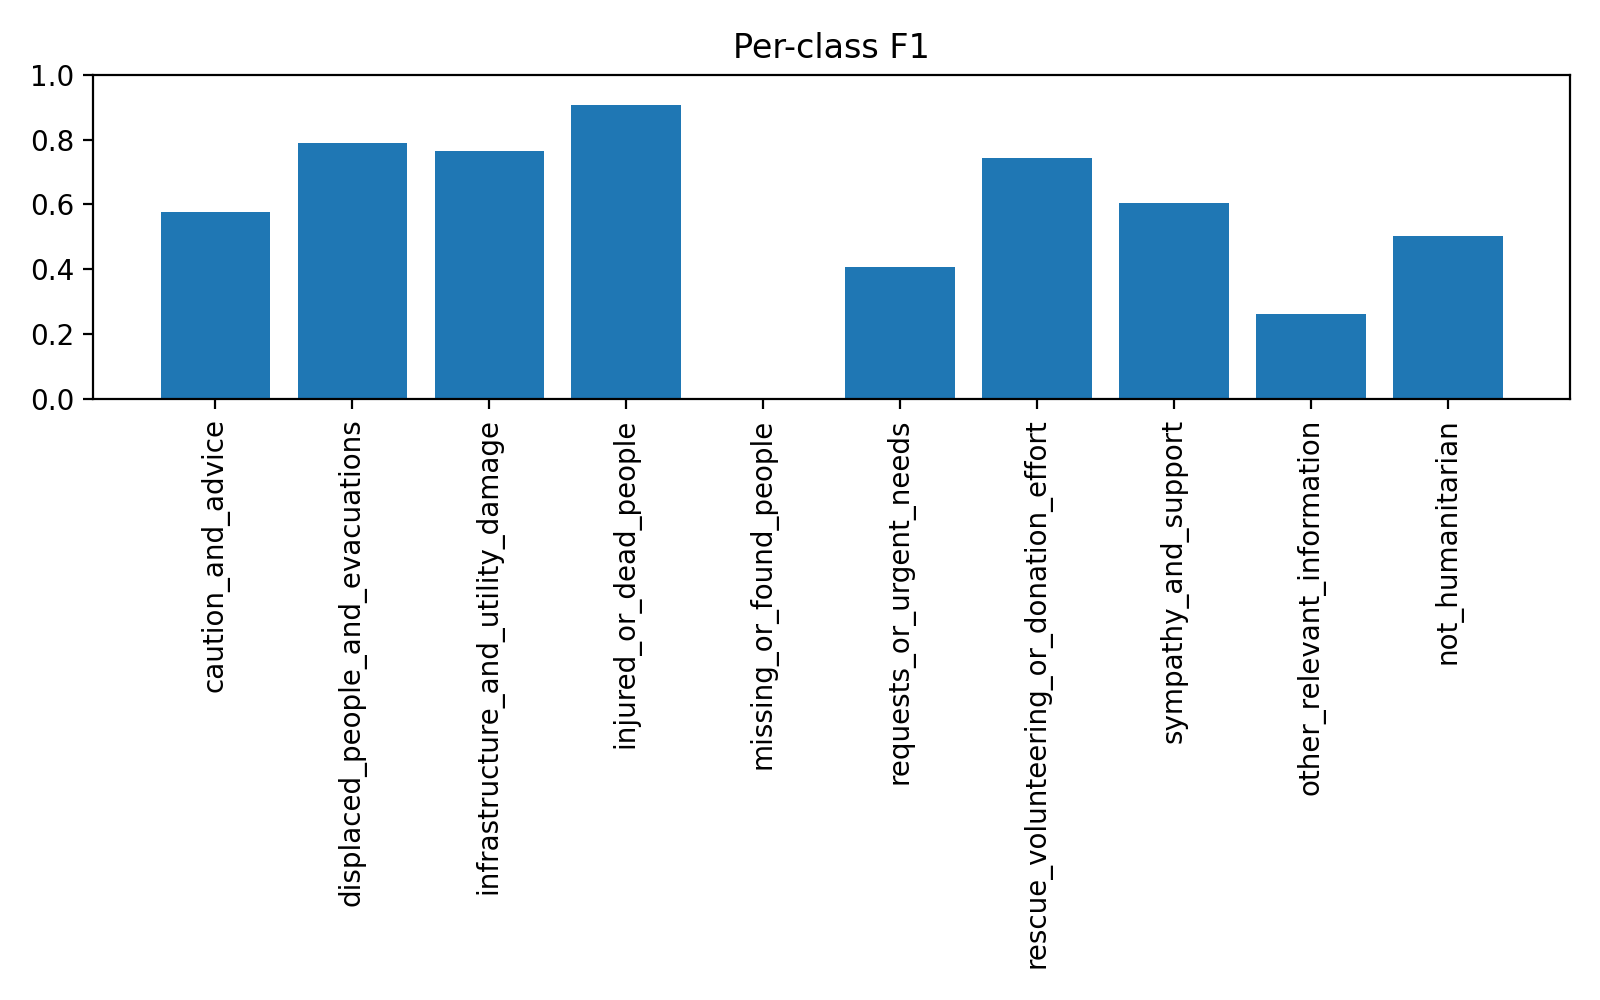 Per-class F1
1.0
0.8
0.6
0.4
0.2
0.0
caution_and_advice
displaced_people_and_evacuations
infrastructure_and_utility_damage
injured_or_dead_people
missing_or_found_people
requests_or_urgent_needs
rescue_volunteering_or_donation_effort
sympathy_and_support
other_relevant_information
not_humanitarian